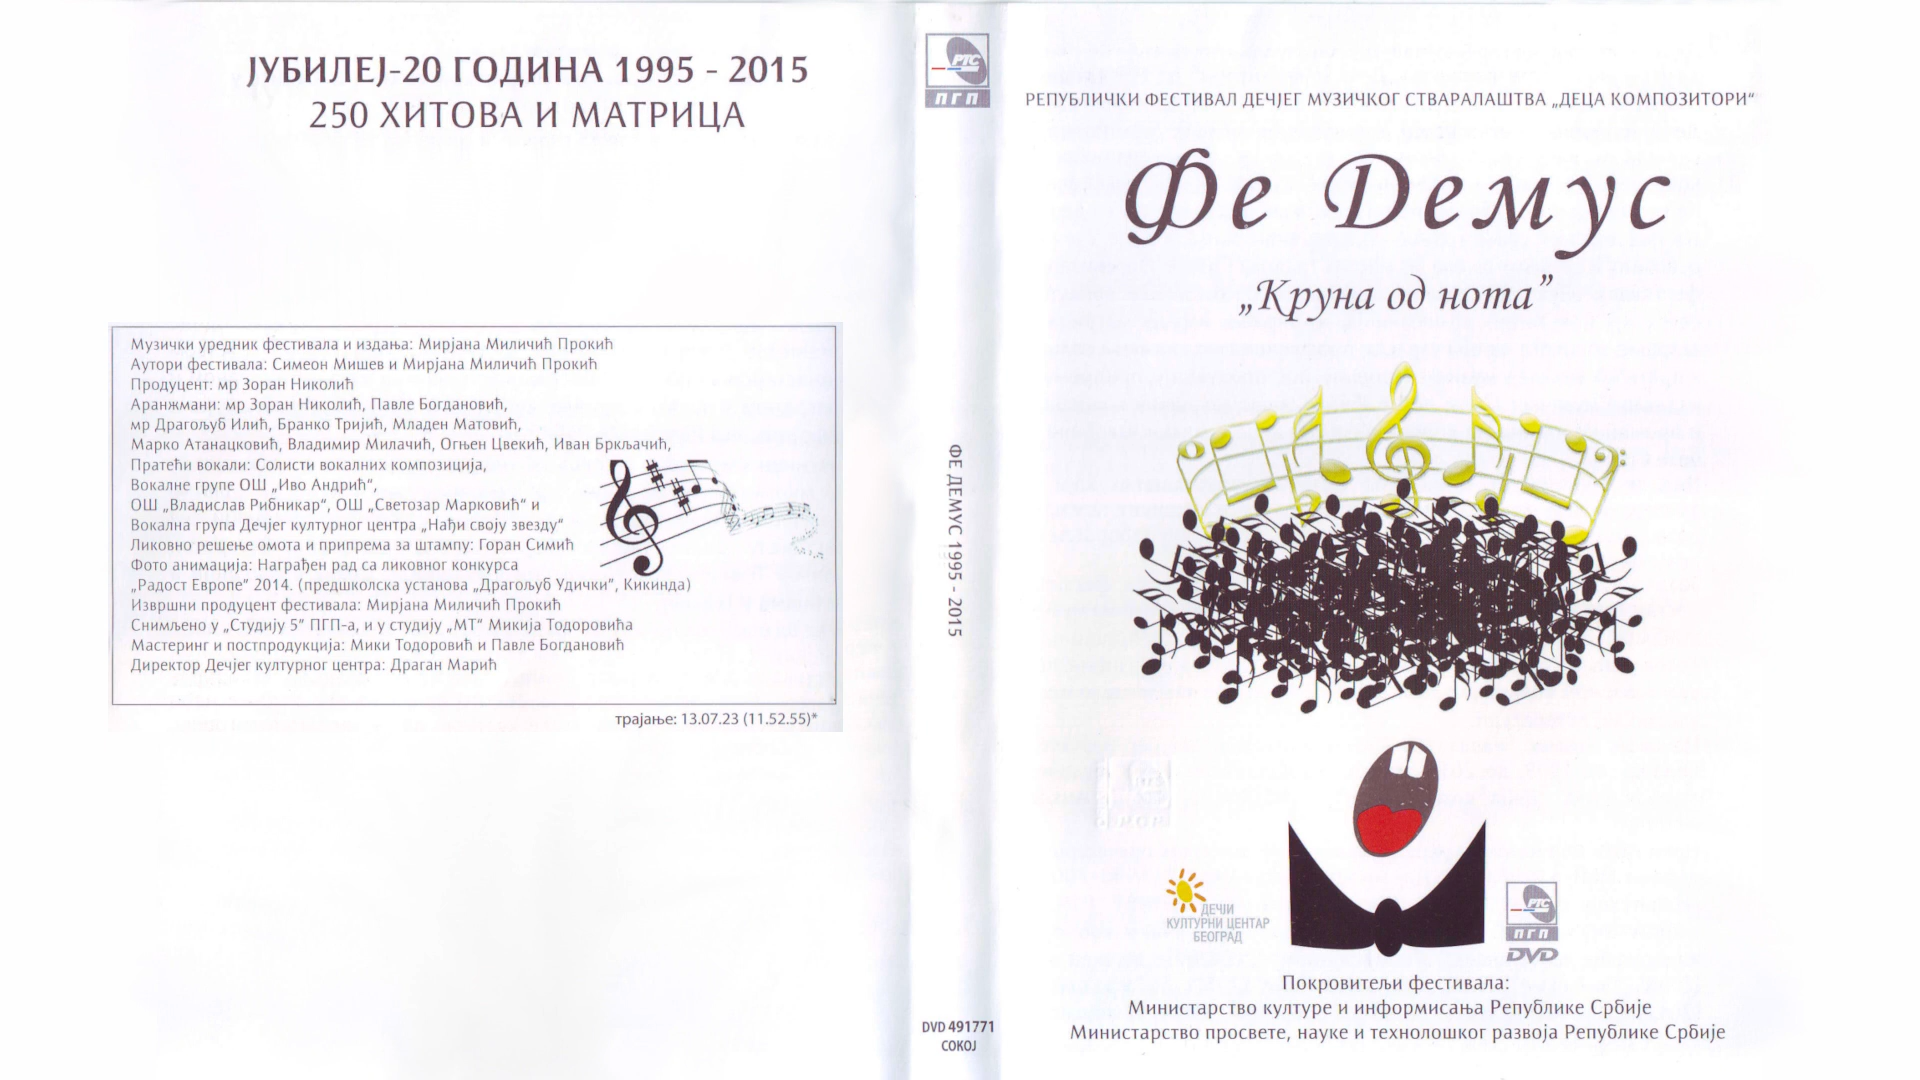 ЈУБИЛЕЈ-20 ГОДИНА 1995 - 2015
250 ХИТОВА И МАТРИЦА
Музички уредник фестивала и издања: Мирјана Миличић Прокић
Аутори фестивала: Симеон Мишев и Мирјана Миличић Прокић
Продуцент: мр Зоран Николић
Аранжмани: мр Зоран Николић, Павле Богдановић,
мр Драгољуб Илић, Бранко Тријић, Младен Матовић,
Марко Атанацковић, Владимир Милачић, Огњен Цвекић, Иван Бркљачић,
Пратећи вокали: Солисти вокалних композиција,
Вокалне групе ОШ „Иво Андрић“,
ОШ „Владислав Рибникар“, ОШ „Светозар Марковић“ и
Вокална група Дечјег културног центра „Нађи своју звезду“
Ликовно решење омота и припрема за штампу: Горан Симић
Фото анимација: Награђен рад са ликовног конкурса
„Радост Европе” 2014. (предшколска установа „Драгољуб Удички”, Кикинда)
Извршни продуцент фестивала: Мирјана Миличић Прокић
Снимљено у „Студију 5” ПГП-а, и у студију „МТ“ Микија Тодоровића
Мастеринг и постпродукција: Мики Тодоровић и Павле Богдановић
Директор Дечјег културног центра: Драган Марић
трајање: 13.07.23 (11.52.55)*
РТС
ПГП
ФЕ ДЕМУС 1995 - 2015
DVD 491771
СОКОЈ
РЕПУБЛИЧКИ ФЕСТИВАЛ ДЕЧЈЕГ МУЗИЧКОГ СТВАРАЛАШТВА „ДЕЦА КОМПОЗИТОРИ“
Фе Демус
„Круна од нота”
ДЕЧЈИ
КУЛТУРНИ ЦЕНТАР
БЕОГРАД
РТС
ПГП
DVD
Покровитељи фестивала:
Министарство културе и информисања Републике Србије
Министарство просвете, науке и технолошког развоја Републике Србије